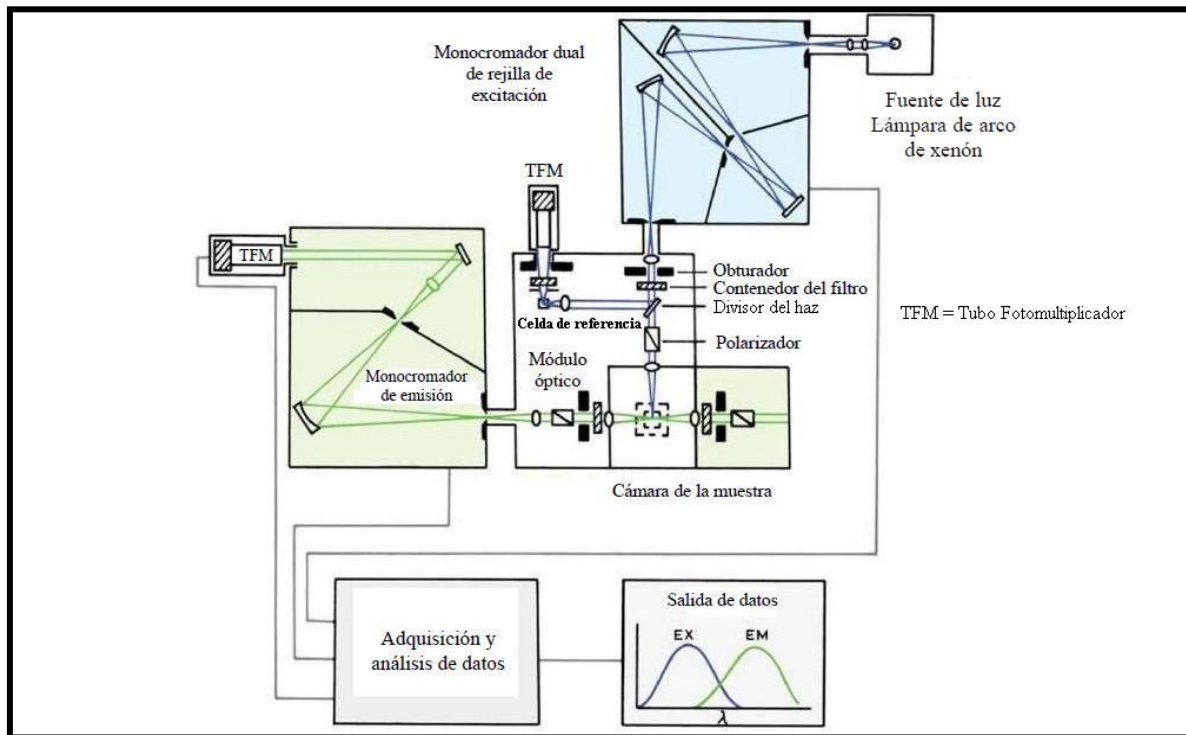 Monocromador dual
de rejilla de
excitación
Fuente de luz
Lámpara de arco
de xenón
TFM
TFM
Obturador
Contenedor del filtro
Divisor del haz
TFM = Tubo Fotomultiplicador
Celda de referencia
Polarizador
Módulo
óptico
Monocromador
de emisión
Cámara de la muestra
Adquisición y
análisis de datos
Salida de datos
EX
EM
λ